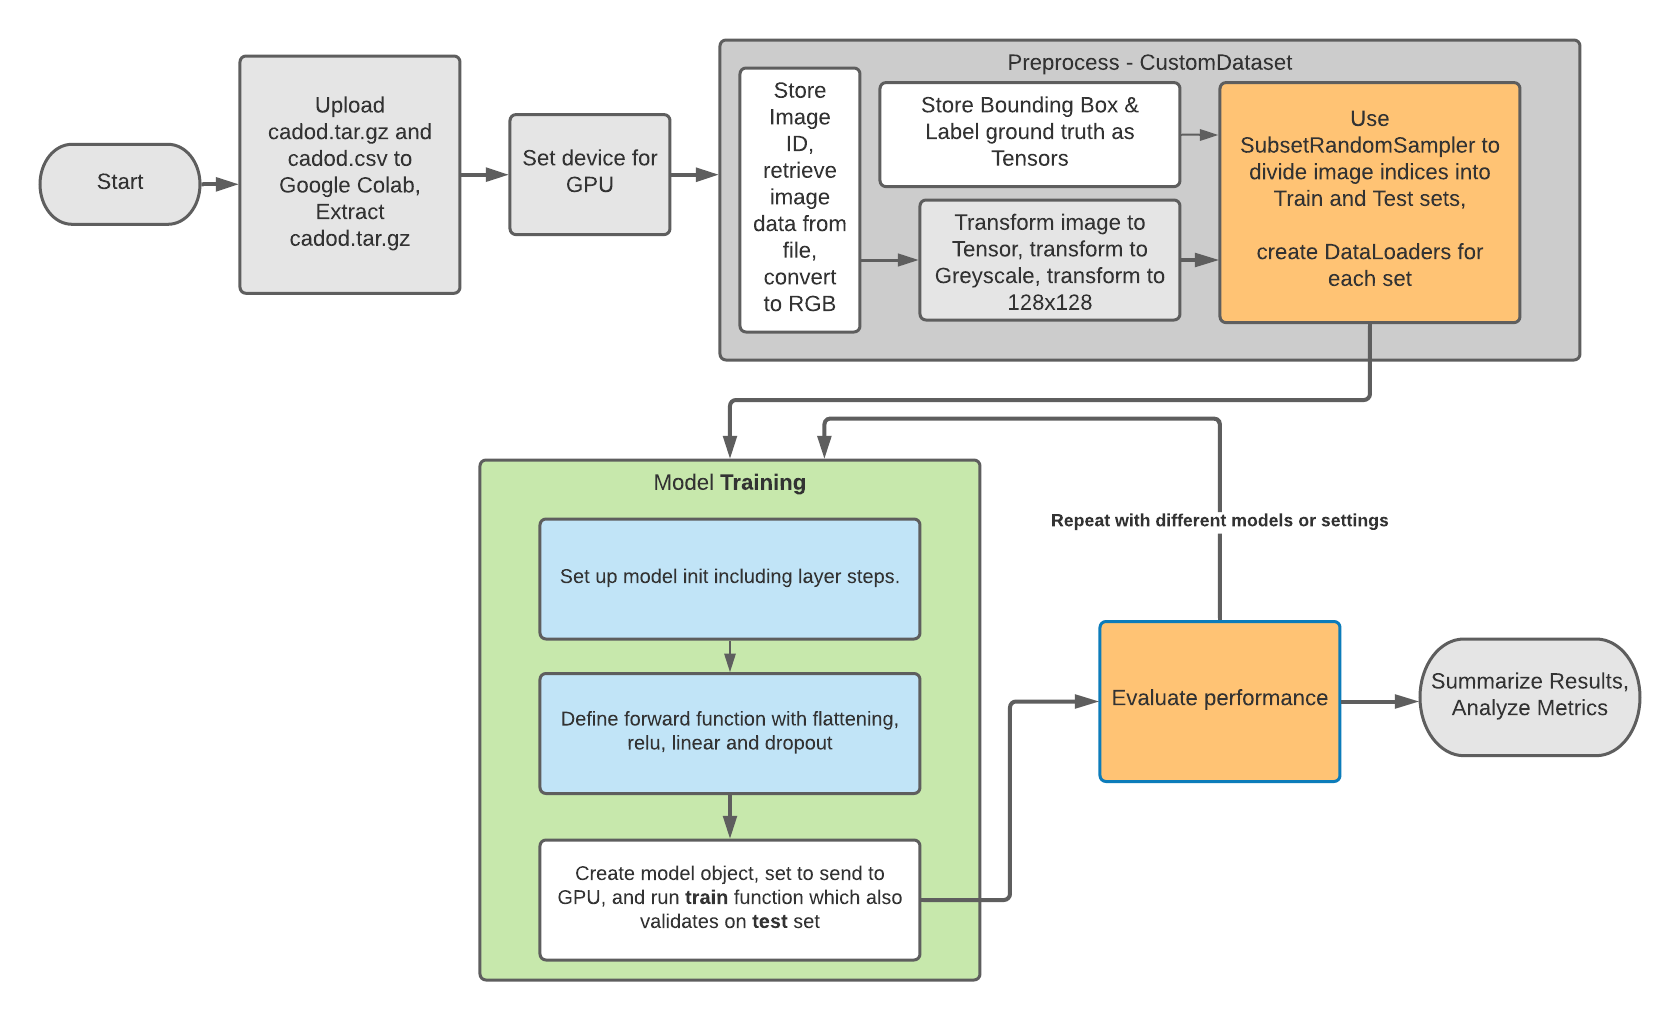 Start
Upload
cadod.tar.gz and
cadod.csv to
Google Colab,
Extract
cadod.tar.gz
Set device for
GPU
Preprocess - CustomDataset
Store
Image
ID,
retrieve
image
data from
file,
convert
to RGB
Store Bounding Box &
Label ground truth as
Tensors
Transform image to
Tensor, transform to
Greyscale, transform to
128x128
Use
SubsetRandomSampler to
divide image indices into
Train and Test sets,
create DataLoaders for
each set
Model Training
Set up model init including layer steps.
Define forward function with flattening,
relu, linear and dropout
Create model object, set to send to
GPU, and run train function which also
validates on test set
Repeat with different models or settings
Evaluate performance
Summarize Results,
Analyze Metrics